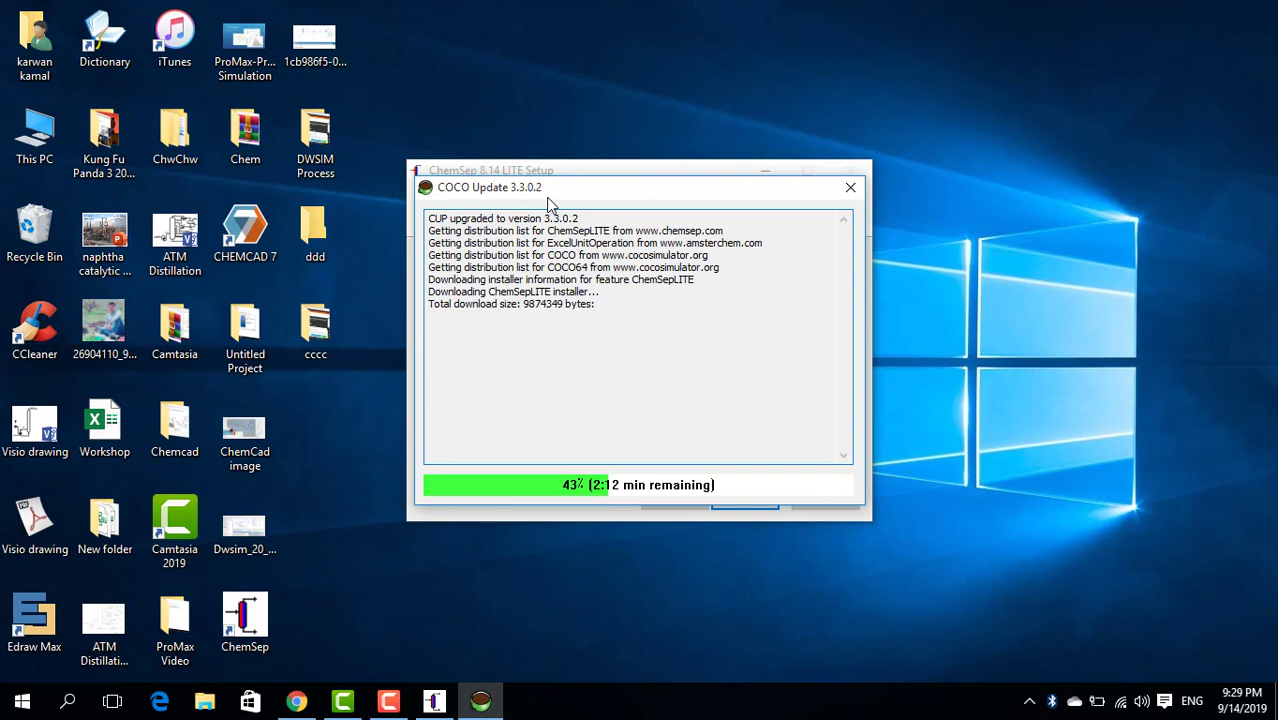 karwan
kamal
Dictionary
iTunes
ProMax-Pr...
Simulation
1cb986f5-0...
This PC
Kung Fu
Panda 3 20...
ChwChw
Chem
DWSIM
Process
Recycle Bin
naphtha
catalytic ...
ATM
Distillation
CHEMCAD 7
ddd
CCleaner
26904110_9...
Camtasia
Untitled
Project
cccc
Visio drawing
Workshop
Chemcad
ChemCad
image
Visio drawing
New folder
Camtasia
2019
Dwsim_20_...
Edraw Max
ATM
Distillati...
ProMax
Video
ChemSep
ChemSep 8.14 LITE Setup
COCO Update 3.3.0.2
CUP upgraded to version 3.3.0.2
Getting distribution list for ChemSepLITE from www.chemsep.com
Getting distribution list for ExcelUnitOperation from www.amsterchem.com
Getting distribution list for COCO from www.cocosimulator.org
Getting distribution list for COCO64 from www.cocosimulator.org
Downloading installer information for feature ChemSepLITE
Downloading ChemSepLITE installer...
Total download size: 9874349 bytes:
43% (2:12 min remaining)
ENG
9:29 PM
9/14/2019